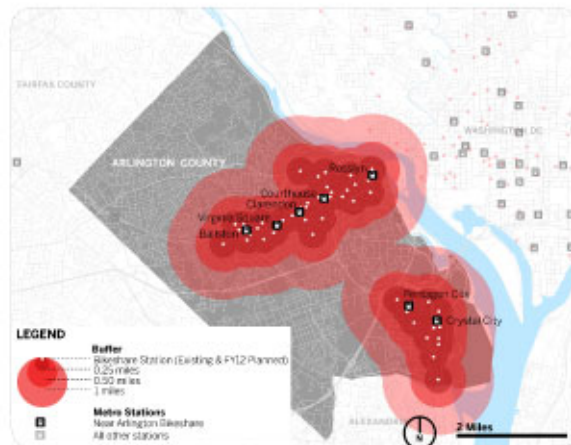 FAIRFAX COUNTY
WASHINGTON, DC
ARLINGTON COUNTY
Rosslyn
Courthouse
Clarendon
Virginia Square
Ballston
Pentagon City
Crystal City
LEGEND
Buffer
Bikeshare Station (Existing & FY12 Planned)
0.25 miles
0.50 miles
1 miles
Metro Stations
Near Arlington Bikeshare
All other stations
N
2 Miles